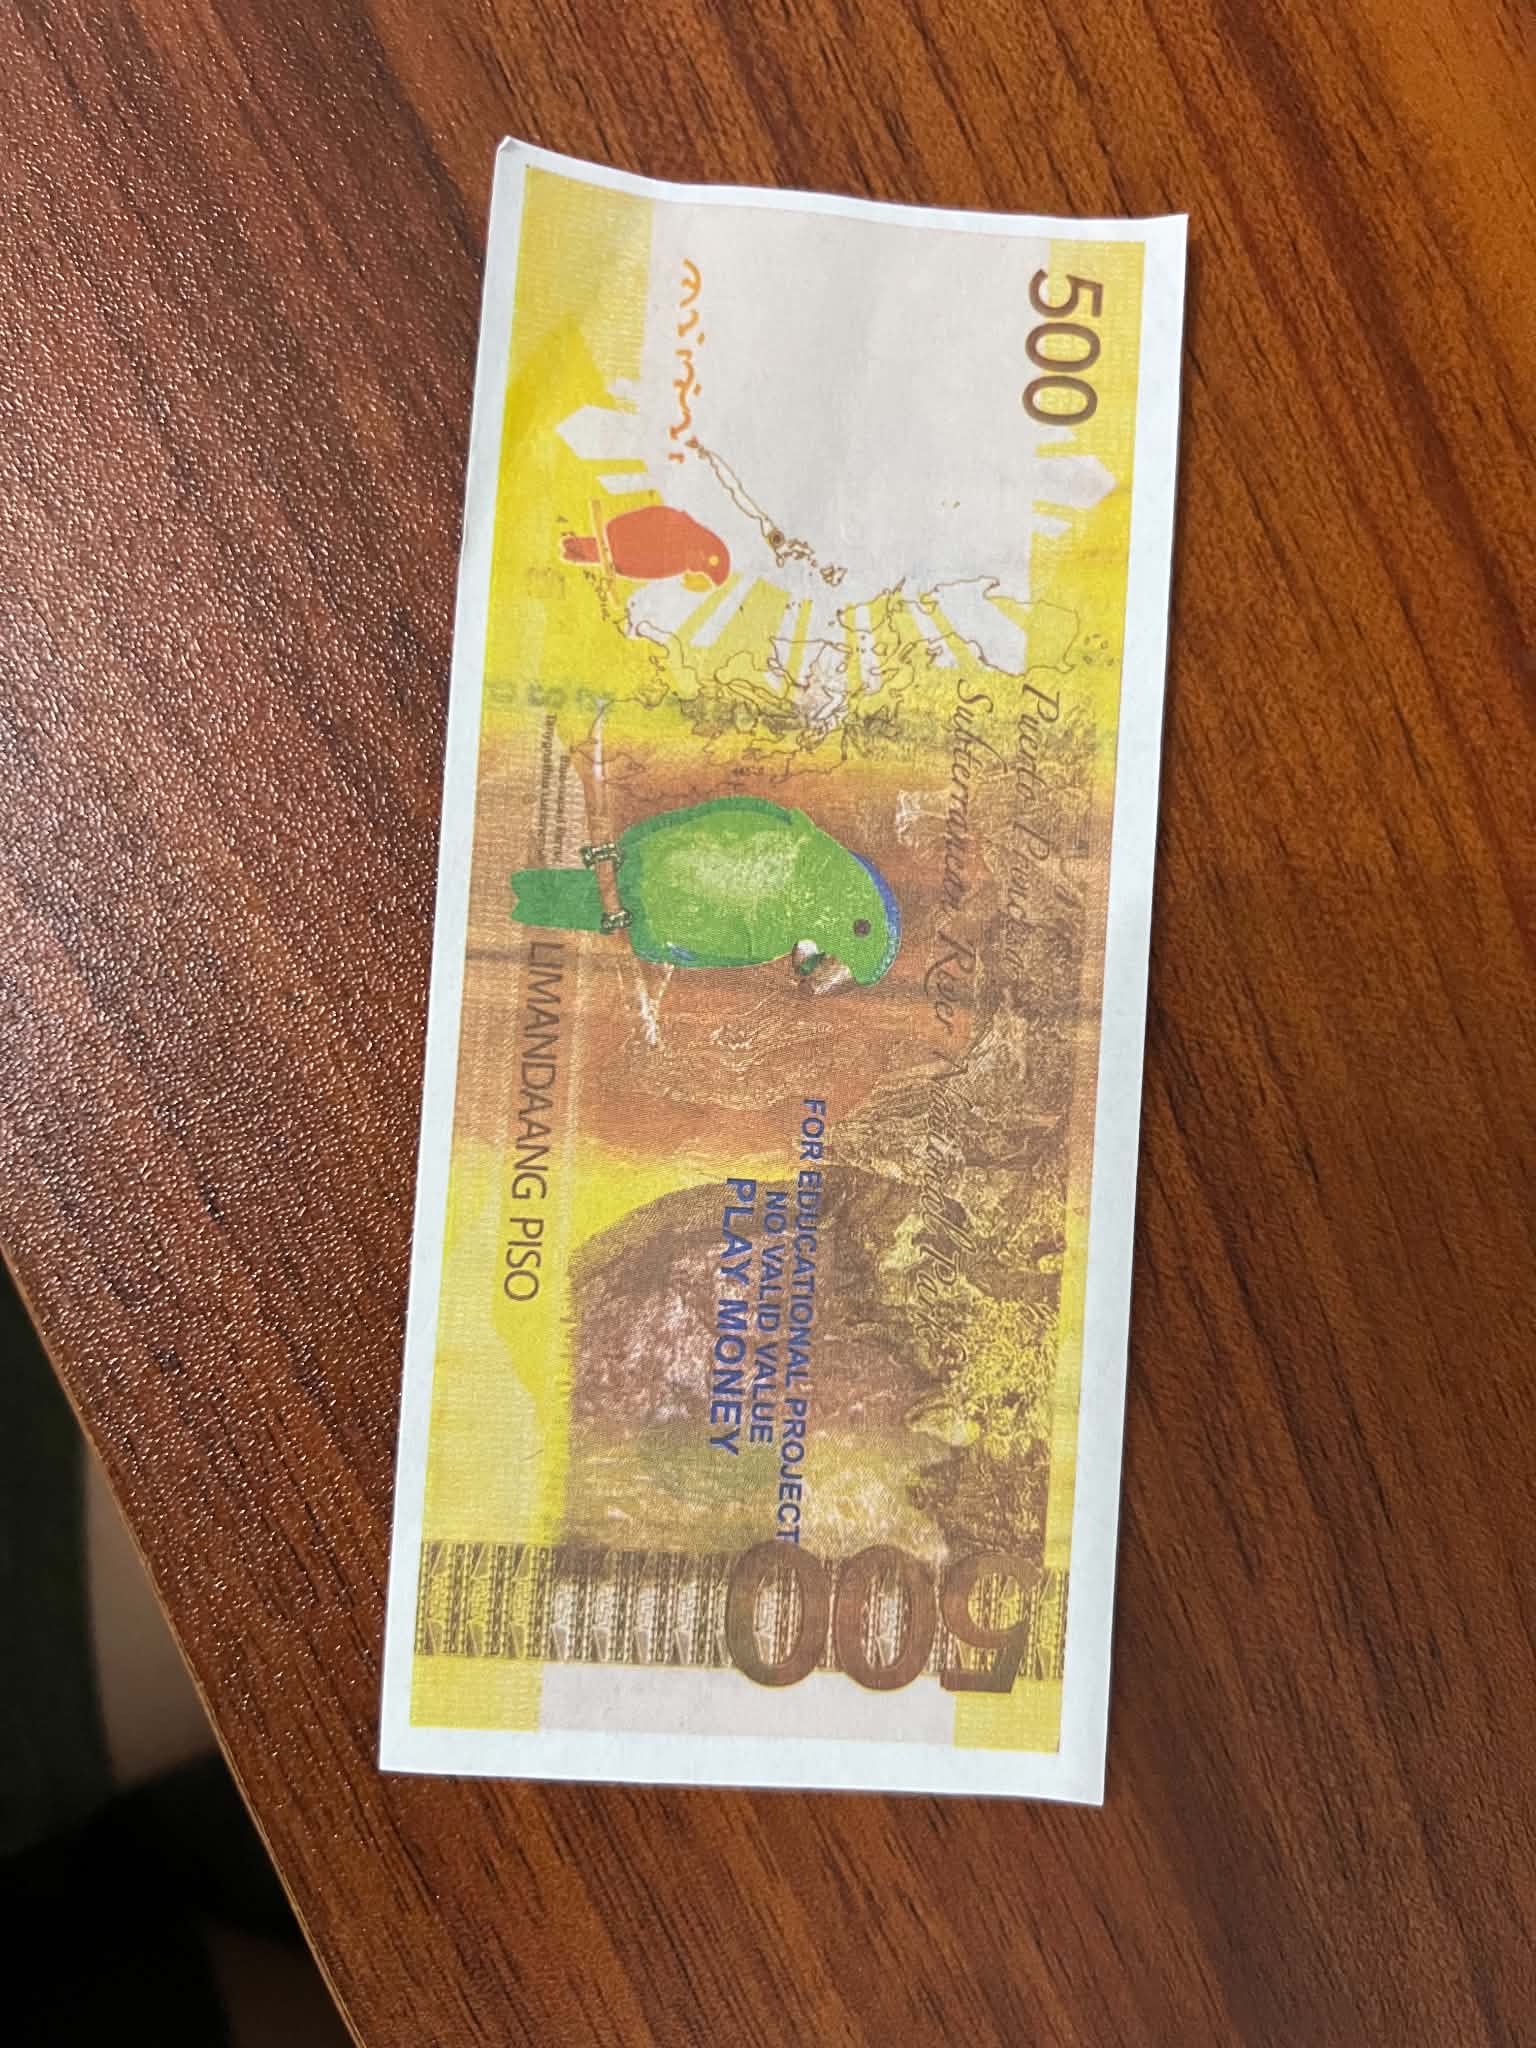 500
Puerto Princesa
Subterranean River National Park
FOR EDUCATIONAL PROJECT
NO VALID VALUE
PLAY MONEY
500
LIMANDAANG PISO